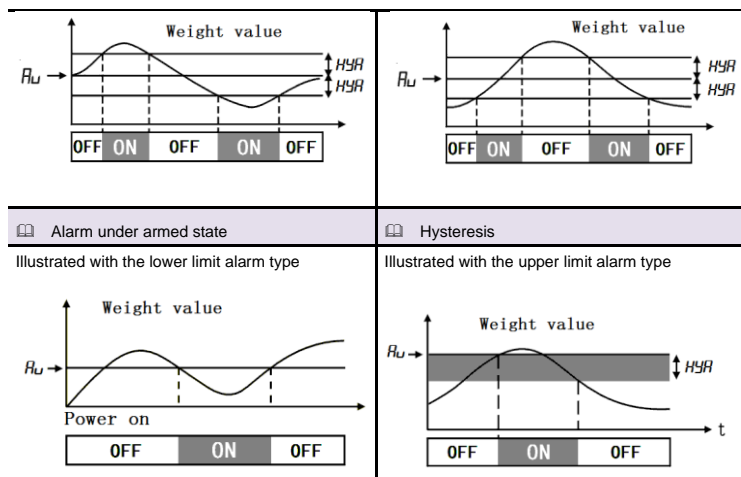 Weight value
Au
HYA
HYA
OFF ON OFF ON OFF
Weight value
Au
HYA
HYA
OFF ON OFF ON OFF
Alarm under armed state
Hysteresis
Illustrated with the lower limit alarm type
Illustrated with the upper limit alarm type
Weight value
Au
Power on
OFF ON OFF
Weight value
Au
HYA
t
OFF ON OFF